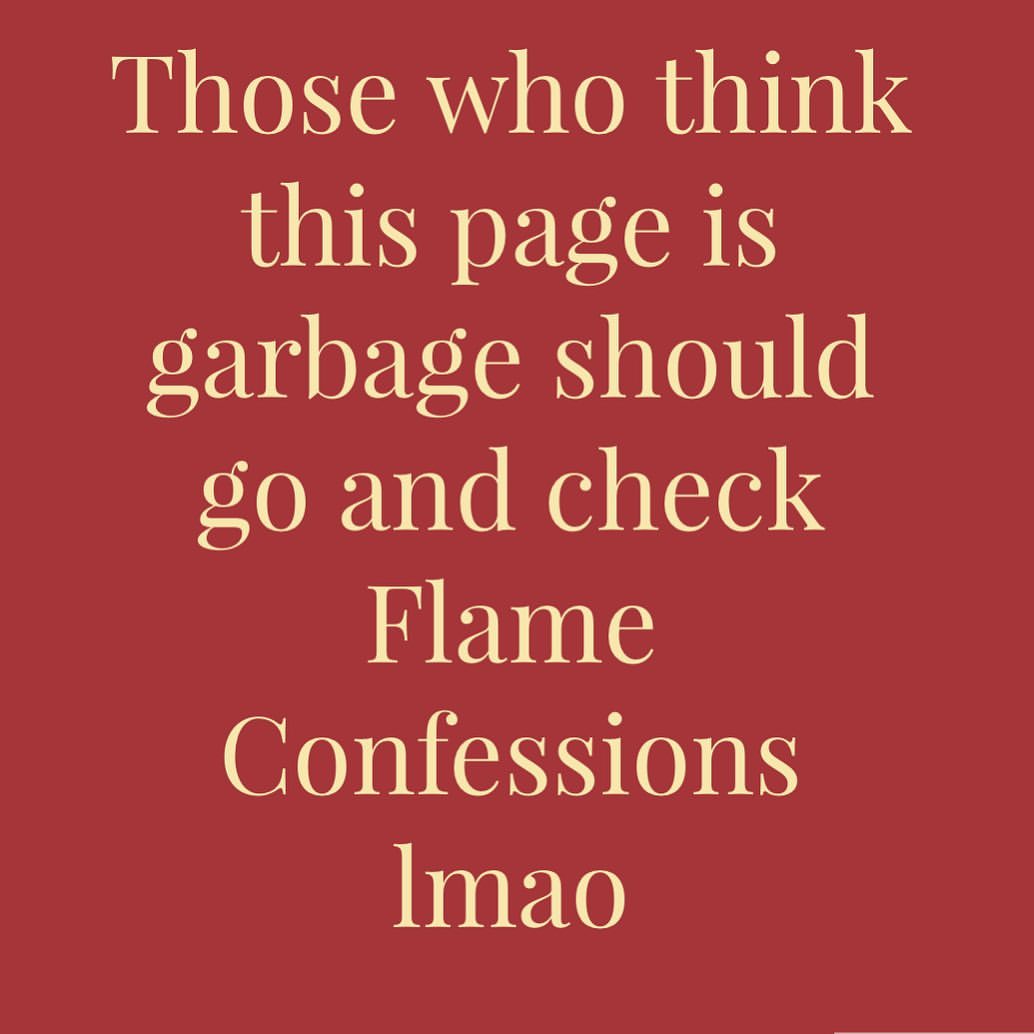 Those who think
this page is
garbage should
go and check
Flame
Confessions
lmao